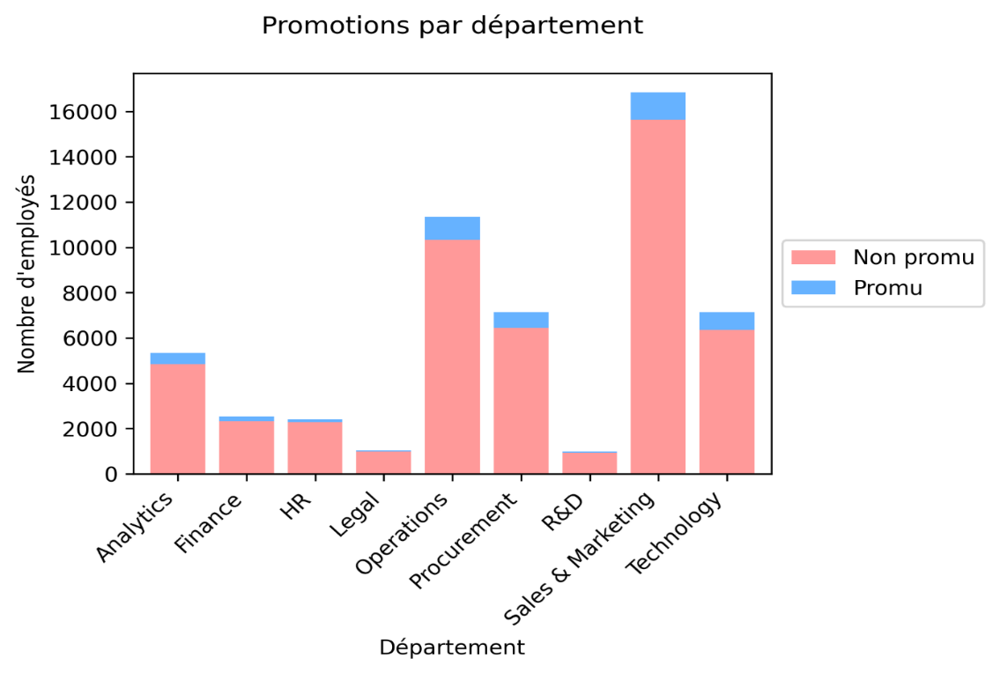 Promotions par département
Nombre d'employés
16000
14000
12000
10000
8000
6000
4000
2000
0
Analytics
Finance
HR
Legal
Operations
Procurement
R&D
Sales & Marketing
Technology
Département
Non promu
Promu